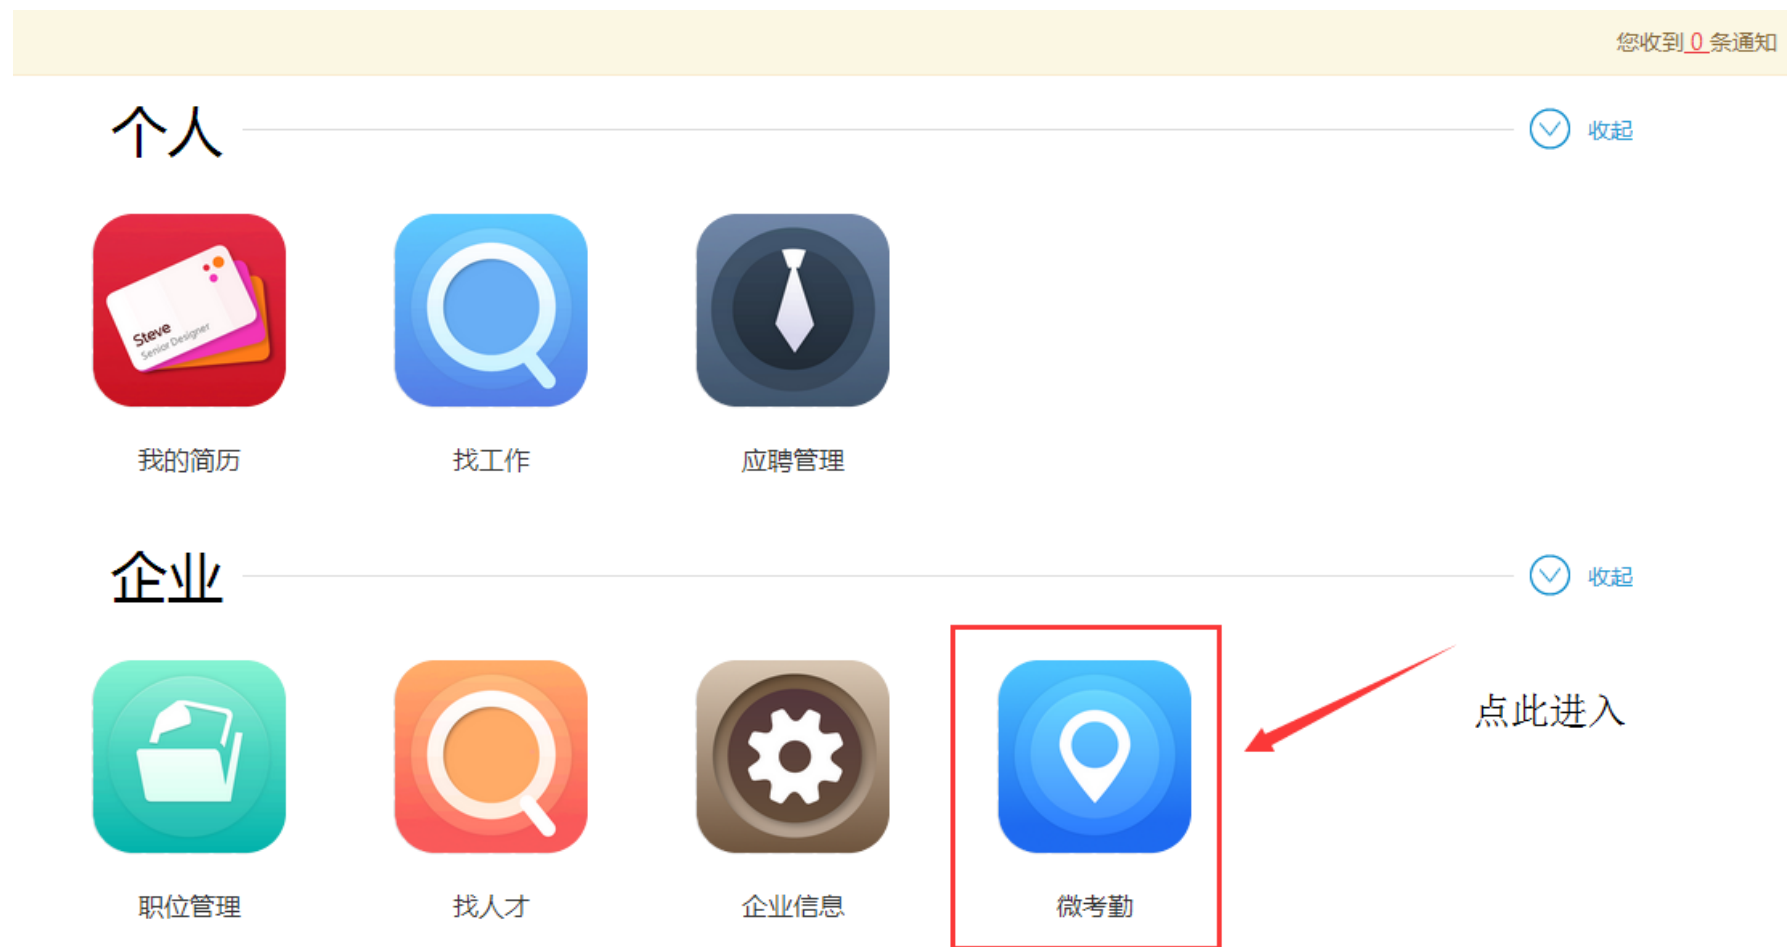 您收到 0 条通知
个人
收起
Steve
Senior Designer
我的简历
找工作
应聘管理
企业
收起
点此进入
职位管理
找人才
企业信息
微考勤